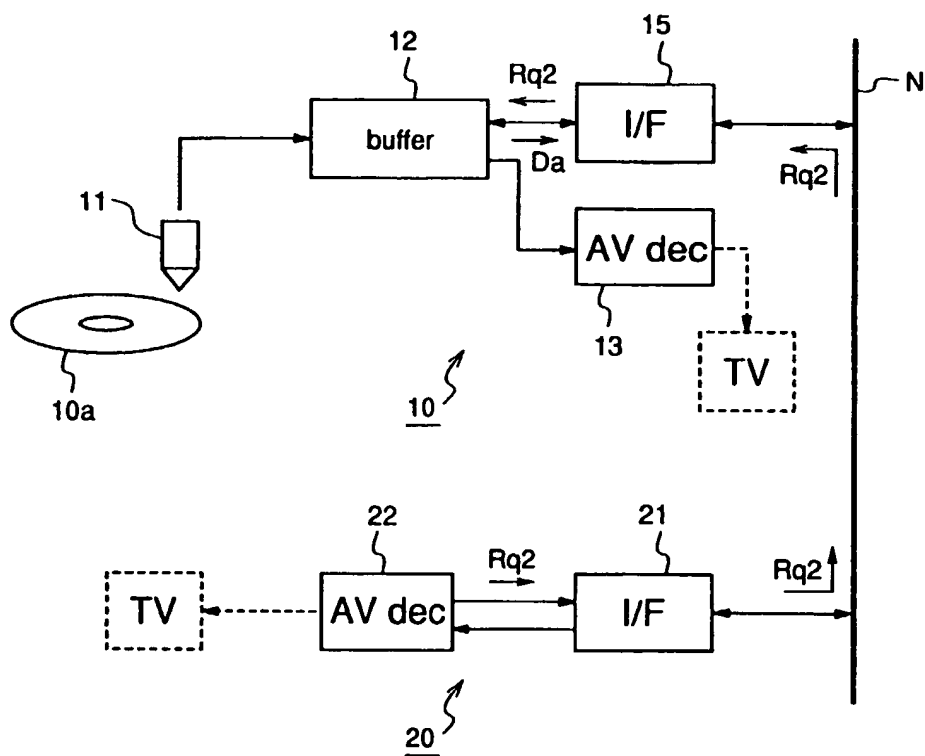 12
15
N
Rq2
buffer
I/F
Da
Rq2
11
AV dec
13
TV
10a
10
22
21
Rq2
Rq2
TV
AV dec
I/F
20